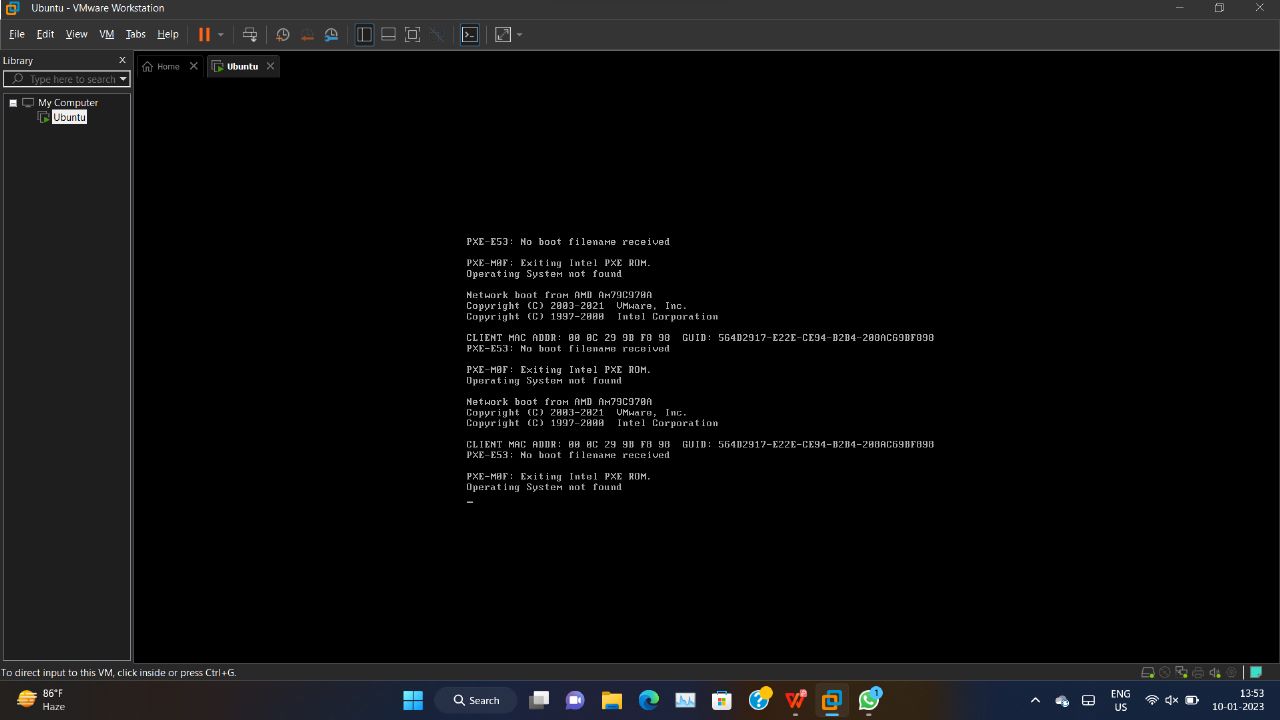 Ubuntu - VMware Workstation
File Edit View VM Tabs Help
Library
Type here to search
My Computer
Ubuntu
Home
Ubuntu
PXE-E53: No boot filename received
PXE-M0F: Exiting Intel PXE ROM.
Operating System not found
Network boot from AMD Am79C970A
Copyright (C) 2003-2021  VMware, Inc.
Copyright (C) 1997-2000  Intel Corporation
CLIENT MAC ADDR: 00 0C 29 9B F8 98  GUID: 564D2917-E22E-CE94-B2B4-208AC69BF898
PXE-E53: No boot filename received
PXE-M0F: Exiting Intel PXE ROM.
Operating System not found
Network boot from AMD Am79C970A
Copyright (C) 2003-2021  VMware, Inc.
Copyright (C) 1997-2000  Intel Corporation
CLIENT MAC ADDR: 00 0C 29 9B F8 98  GUID: 564D2917-E22E-CE94-B2B4-208AC69BF898
PXE-E53: No boot filename received
PXE-M0F: Exiting Intel PXE ROM.
Operating System not found
To direct input to this VM, click inside or press Ctrl+G.
86°F
Haze
Search
1
ENG
US
13:53
10-01-2023